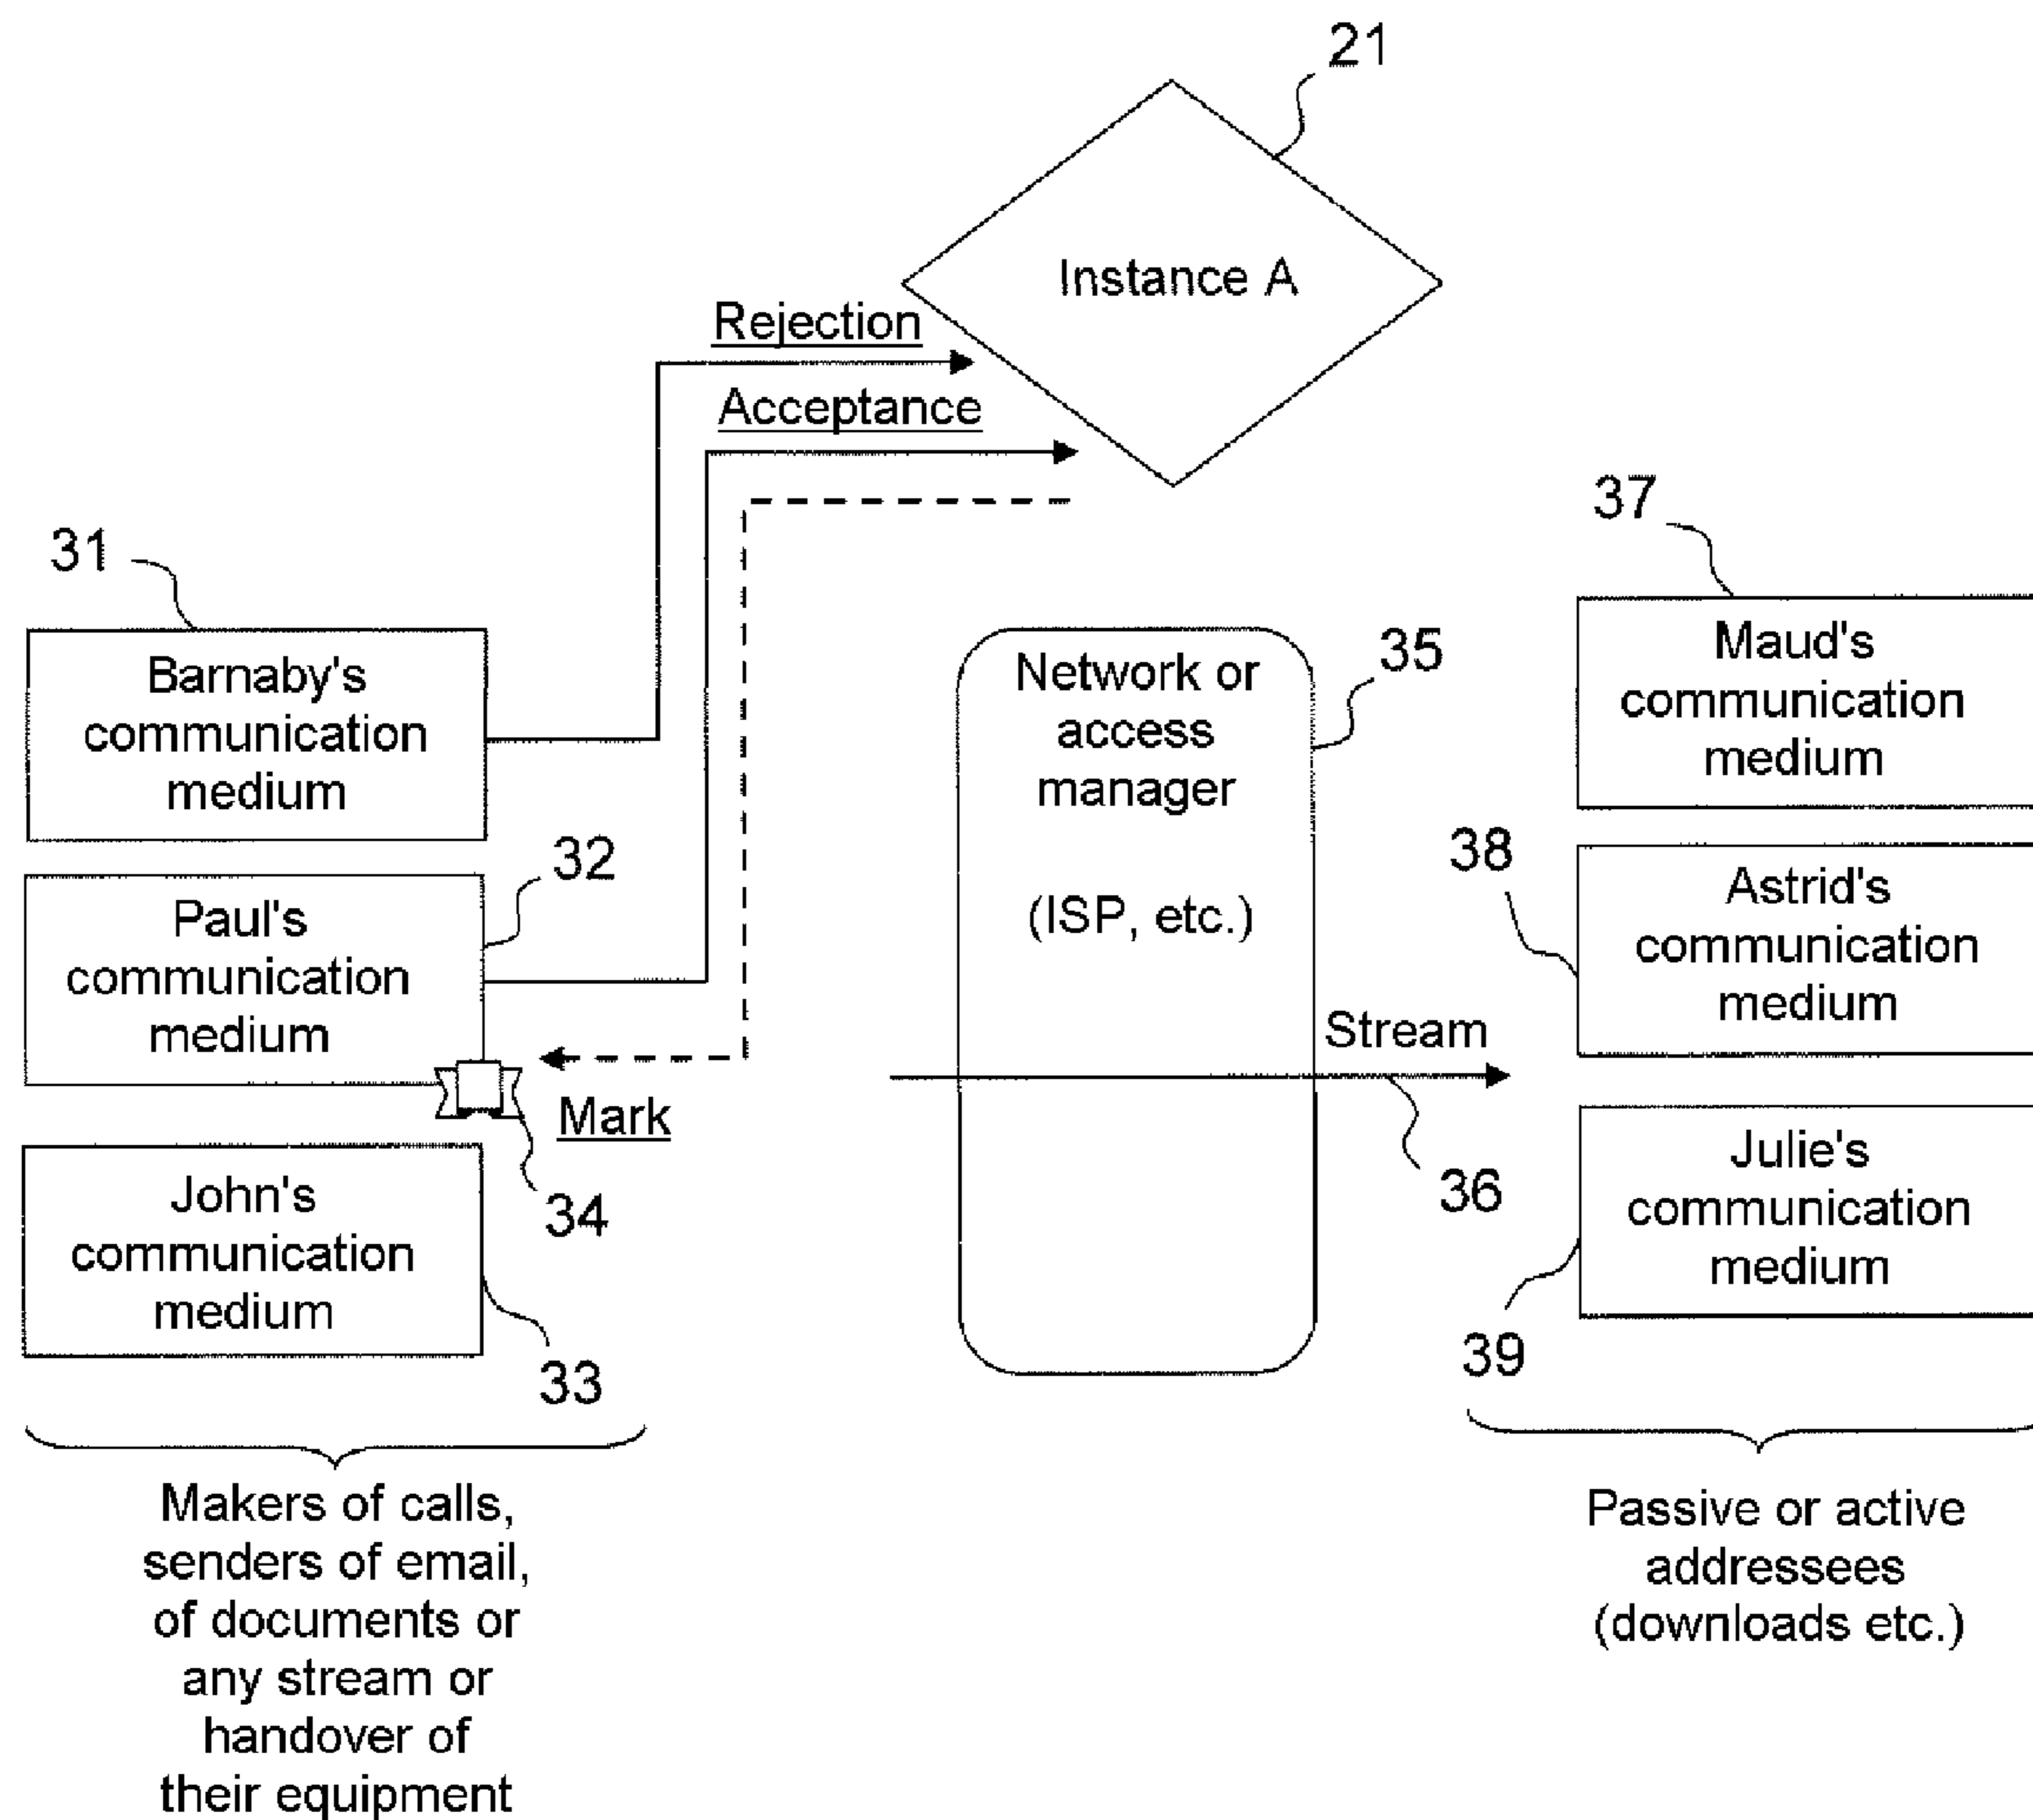 21
Instance A
Rejection
Acceptance
31
Barnaby's
communication
medium
32
Paul's
communication
medium
Mark
34
John's
communication
medium
33
Makers of calls,
senders of email,
of documents or
any stream or
handover of
their equipment
Network or
access
manager
(ISP, etc.)
35
Stream
36
37
Maud's
communication
medium
38
Astrid's
communication
medium
Julie's
communication
medium
39
Passive or active
addressees
(downloads etc.)